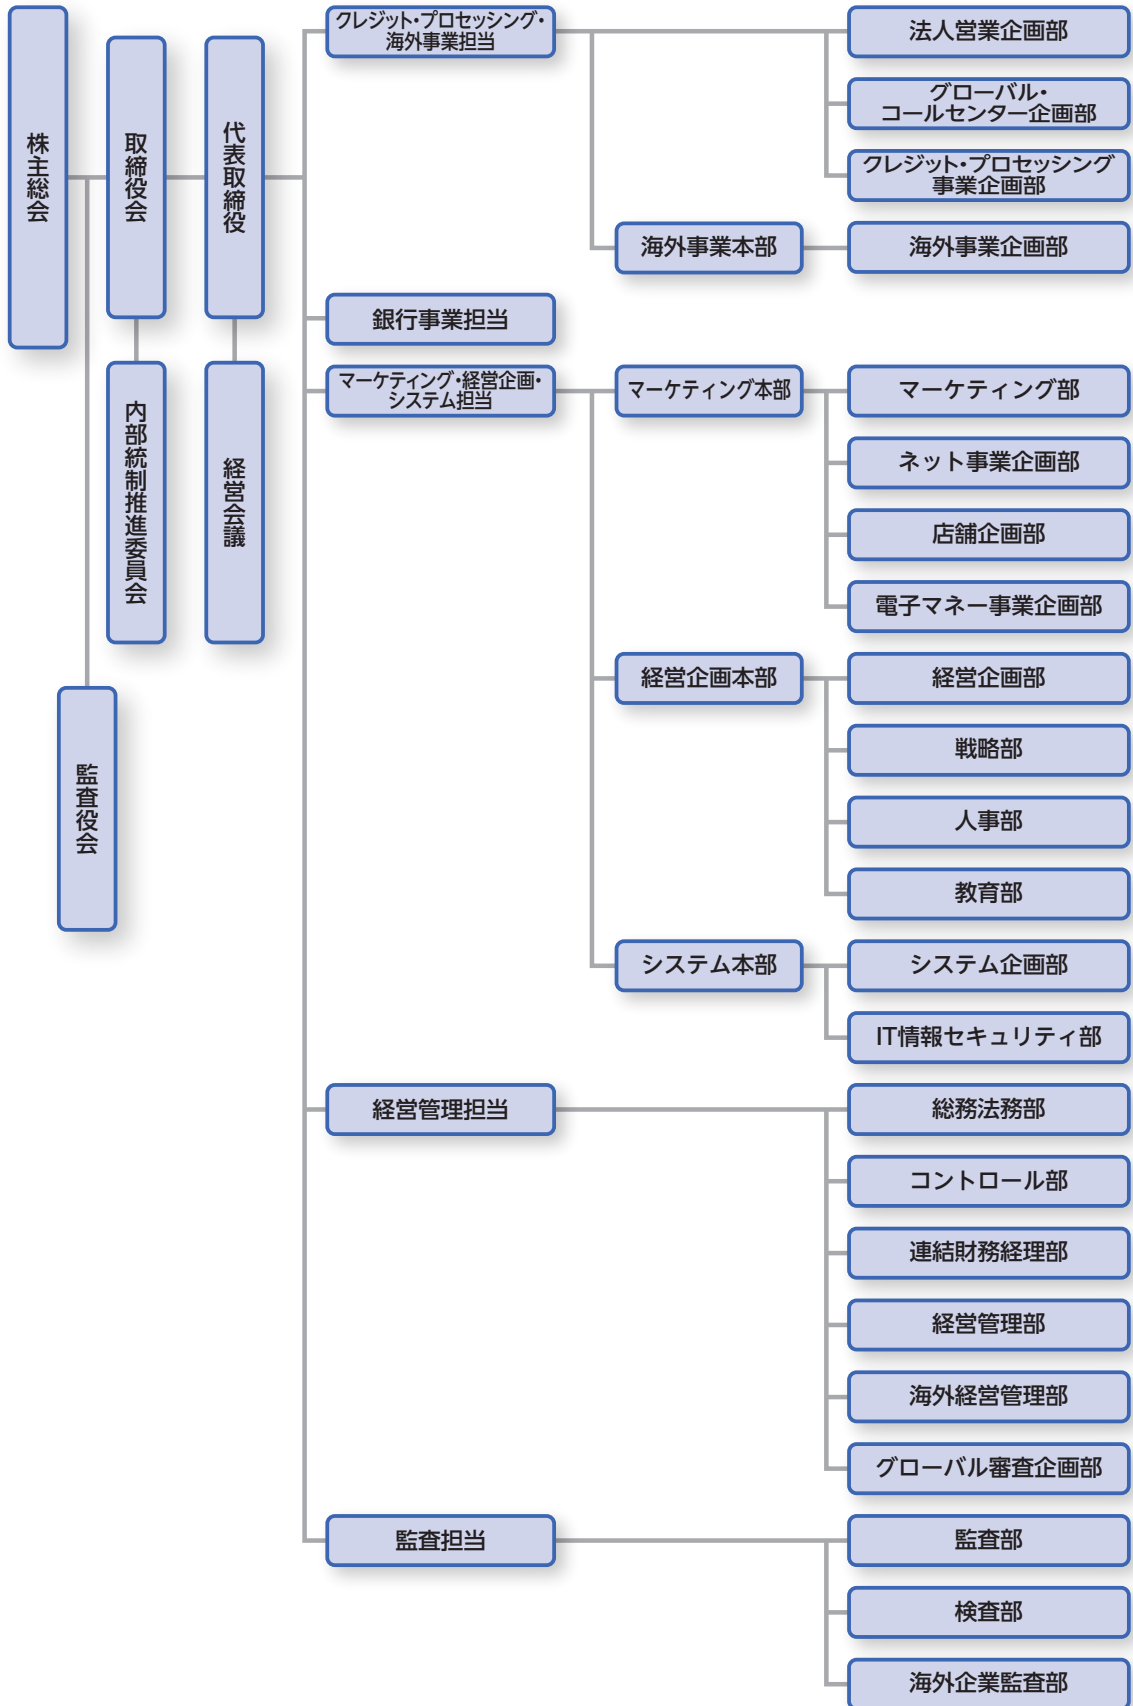 株主総会
取締役会
代表取締役
内部統制推進委員会
経営会議
監査役会
クレジット・プロセッシング・
海外事業担当
法人営業企画部
グローバル・
コールセンター企画部
クレジット・プロセッシング
事業企画部
海外事業本部
海外事業企画部
銀行事業担当
マーケティング・経営企画・
システム担当
マーケティング本部
マーケティング部
ネット事業企画部
店舗企画部
電子マネー事業企画部
経営企画本部
経営企画部
戦略部
人事部
教育部
システム本部
システム企画部
IT情報セキュリティ部
経営管理担当
総務法務部
コントロール部
連結財務経理部
経営管理部
海外経営管理部
グローバル審査企画部
監査担当
監査部
検査部
海外企業監査部